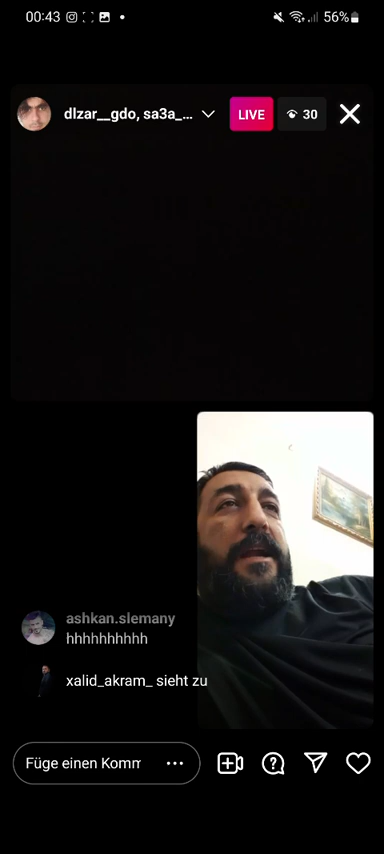 00:43
56%
dlzar__gdo, sa3a_...
LIVE
30
ashkan.slemany
hhhhhhhhhh
xalid_akram_ sieht zu
Füge einen Komm